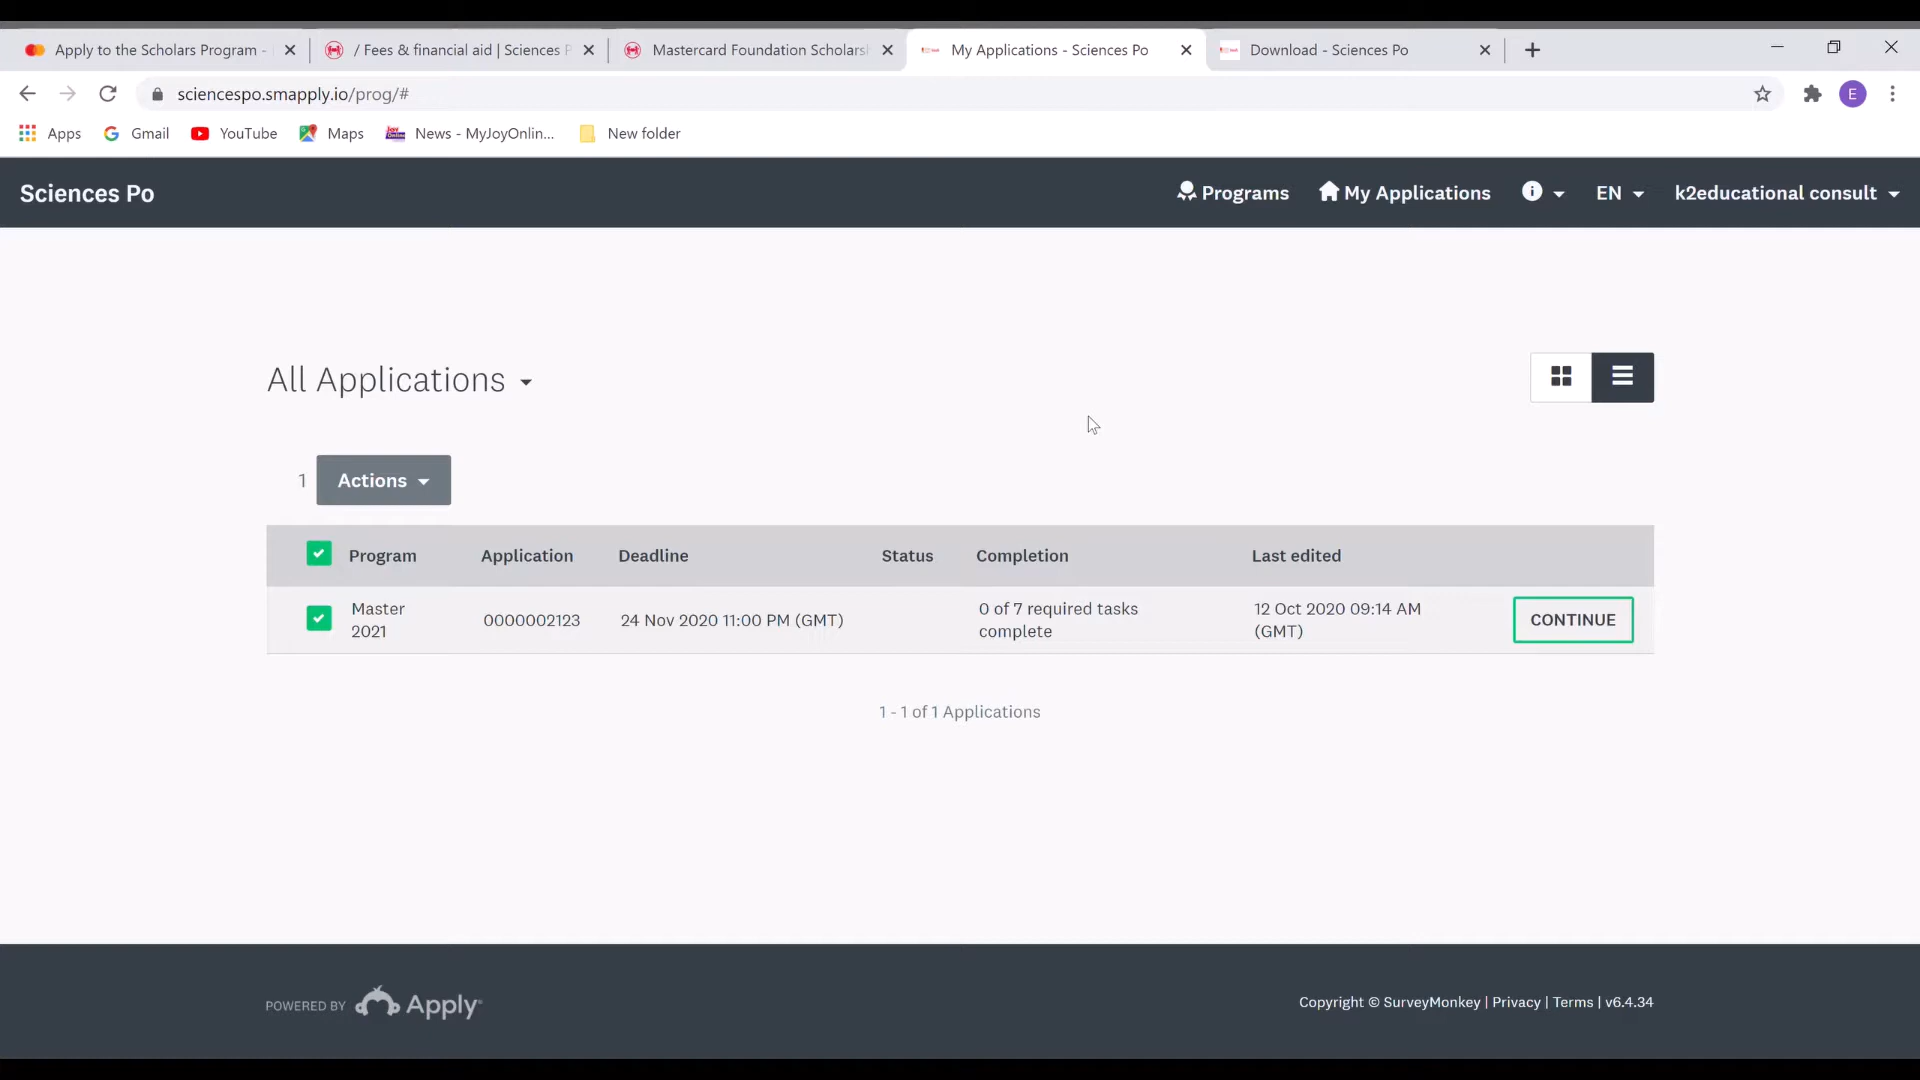 Apply to the Scholars Program - / Fees & financial aid | Sciences P Mastercard Foundation Scholars My Applications - Sciences Po Download - Sciences Po
sciencespo.smapply.io/prog/# E
Apps Gmail YouTube Maps News - MyJoyOnlin... New folder
Sciences Po Programs My Applications EN k2educational consult
All Applications
1 Actions
Program Application Deadline Status Completion Last edited
Master 0 of 7 required tasks 12 Oct 2020 09:14 AM
0000002123 24 Nov 2020 11:00 PM (GMT) CONTINUE
2021 complete (GMT)
1 - 1 of 1 Applications
POWERED BY Apply Copyright © SurveyMonkey | Privacy | Terms | v6.4.34